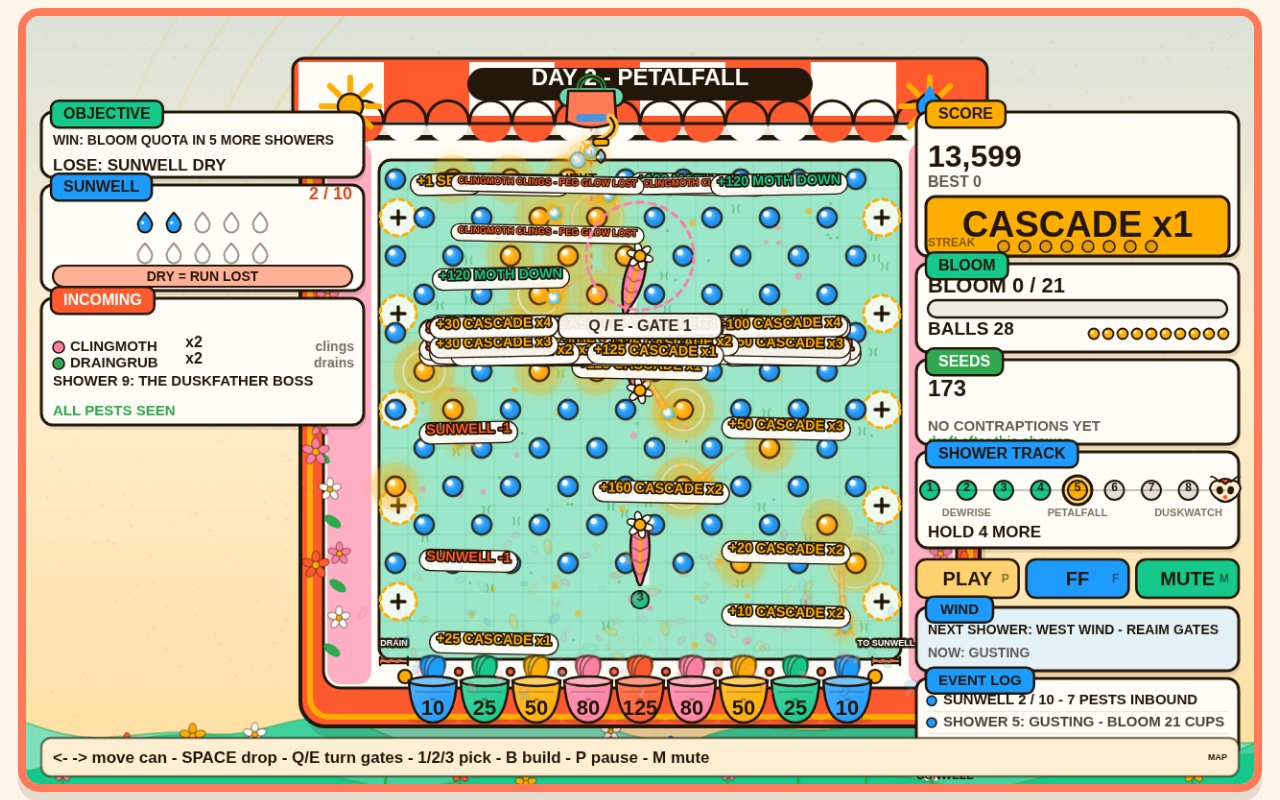 DAY 2 - PETALFALL
OBJECTIVE
WIN: BLOOM QUOTA IN 5 MORE SHOWERS
LOSE: SUNWELL DRY
SUNWELL
2 / 10
DRY = RUN LOST
INCOMING
CLINGMOTH x2 clings
DRAINGRUB x2 drains
SHOWER 9: THE DUSKFATHER BOSS
ALL PESTS SEEN
CLINGMOTH CLINGS - PEG GLOW LOST
+120 MOTH DOWN
CLINGMOTH CLINGS - PEG GLOW LOST
+120 MOTH DOWN
Q / E - GATE 1
+30 CASCADE x4
+30 CASCADE x3
+125 CASCADE x1
SUNWELL -1
+50 CASCADE x3
+160 CASCADE x2
SUNWELL -1
+20 CASCADE x2
3
+10 CASCADE x2
+25 CASCADE x1
DRAIN
TO SUNWELL
10 25 50 80 125 80 50 25 10
SCORE
13,599
BEST 0
CASCADE x1
STREAK
BLOOM
BLOOM 0 / 21
BALLS 28
SEEDS
173
NO CONTRAPTIONS YET
draft after this shower
SHOWER TRACK
1 2 3 4 5 6 7 8
DEWRISE PETALFALL DUSKWATCH
HOLD 4 MORE
PLAY P
FF F
MUTE M
WIND
NEXT SHOWER: WEST WIND - REAIM GATES
NOW: GUSTING
EVENT LOG
SUNWELL 2 / 10 - 7 PESTS INBOUND
SHOWER 5: GUSTING - BLOOM 21 CUPS
SUNWELL
<- -> move can - SPACE drop - Q/E turn gates - 1/2/3 pick - B build - P pause - M mute
MAP